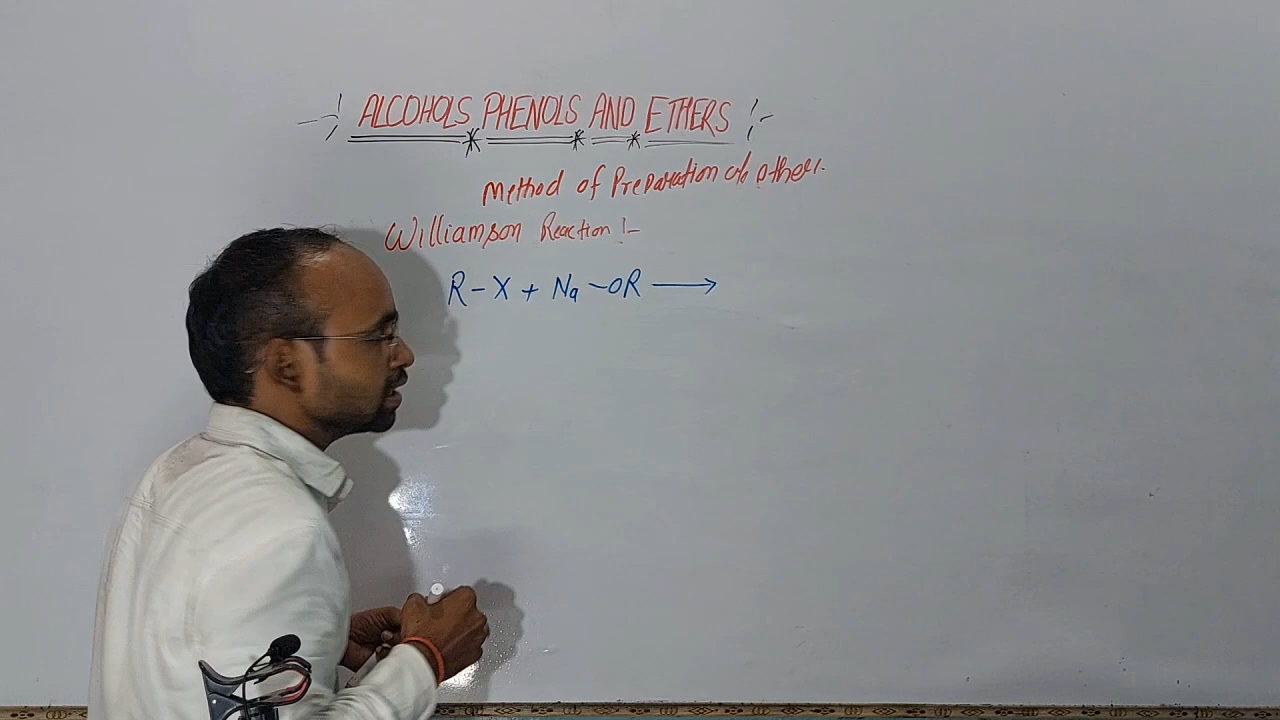 ALCOHOLS PHENOLS AND ETHERS :-
Method of Preparation of ether.
Williamson Reaction :-
R-X + Na-OR ⟶